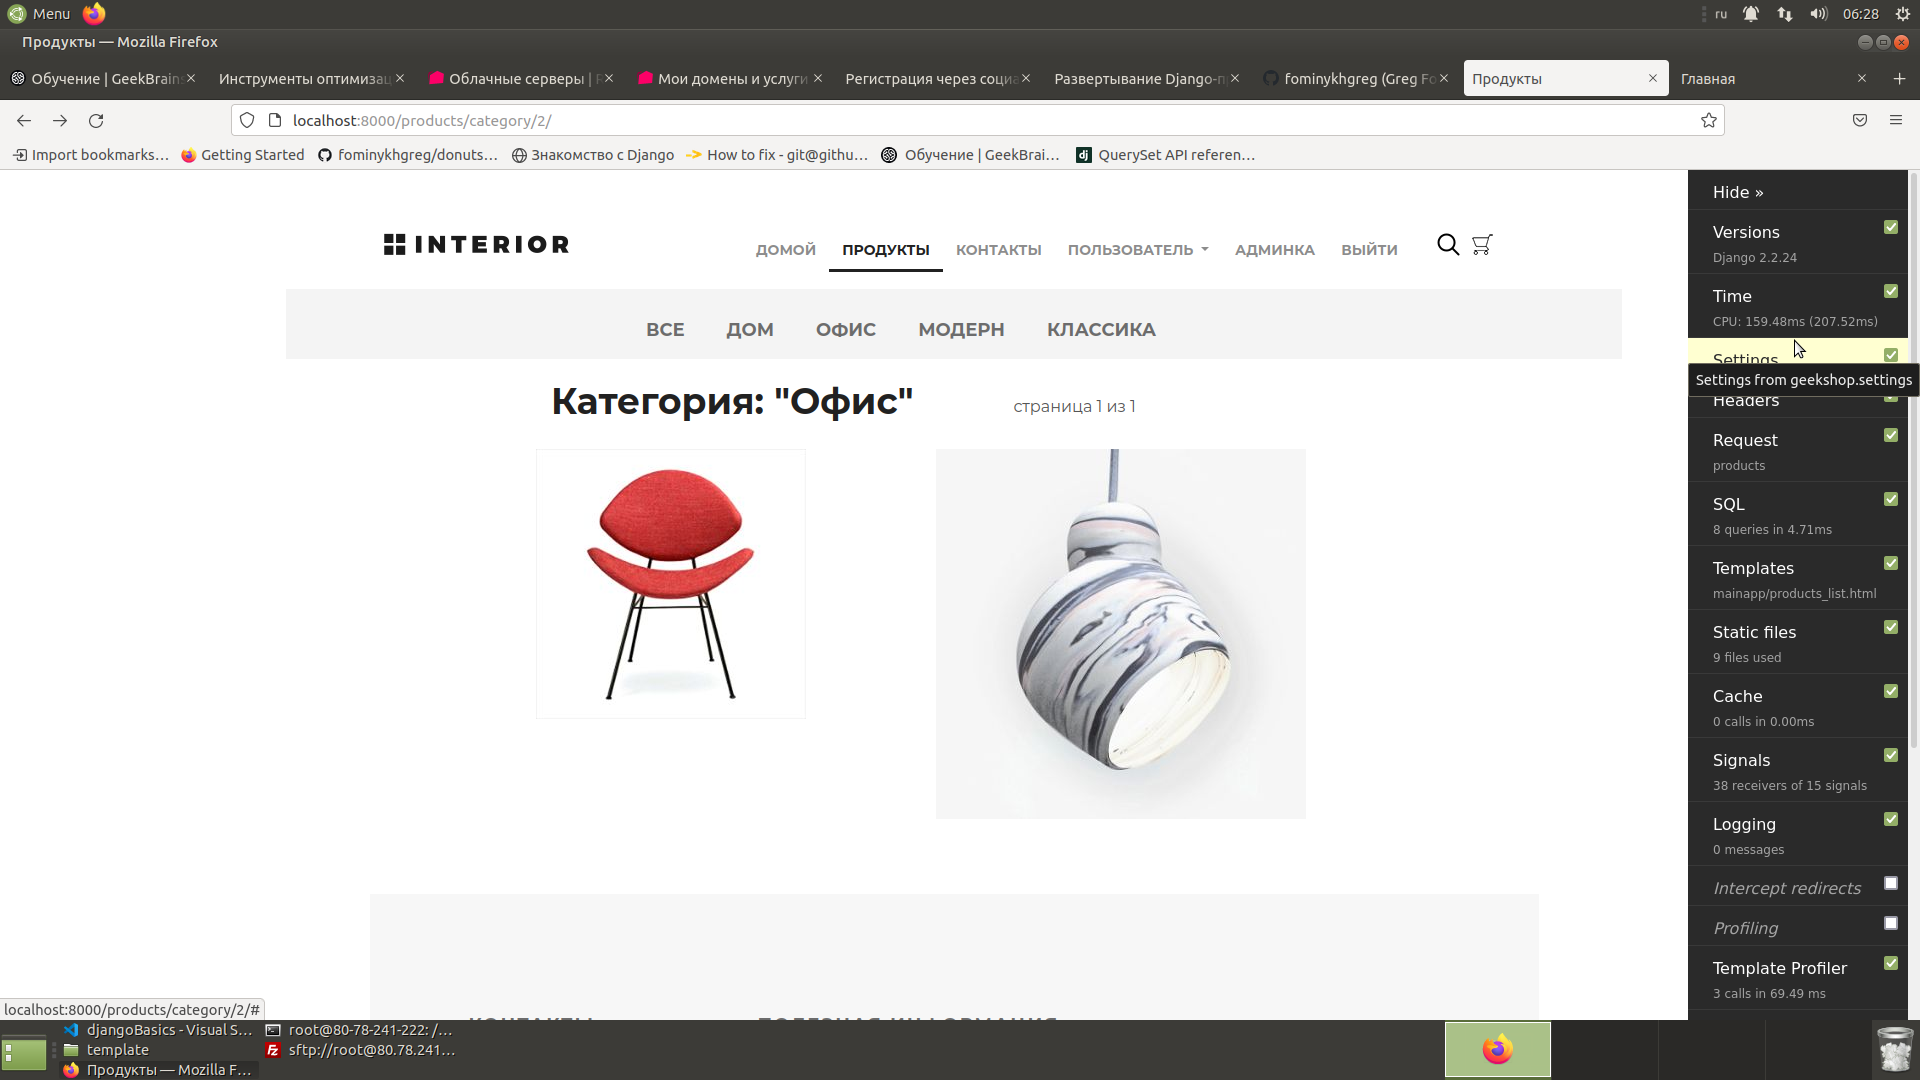 Menu
ru
06:28
Продукты — Mozilla Firefox
Обучение | GeekBrain
Инструменты оптимизац
Облачные серверы |
Мои домены и услуги
Регистрация через социа
Развертывание Django-п
fominykhgreg (Greg Fo
Продукты
Главная
localhost:8000/products/category/2/
Import bookmarks…
Getting Started
fominykhgreg/donuts…
Знакомство с Django
How to fix - git@githu…
Обучение | GeekBrai…
dj
QuerySet API referen…
INTERIOR
ДОМОЙ
ПРОДУКТЫ
КОНТАКТЫ
ПОЛЬЗОВАТЕЛЬ
АДМИНКА
ВЫЙТИ
ВСЕ
ДОМ
ОФИС
МОДЕРН
КЛАССИКА
Категория: "Офис"
страница 1 из 1
КОНТАКТЫ
ПОЛЕЗНАЯ ИНФОРМАЦИЯ
Hide »
Versions
Django 2.2.24
Time
CPU: 159.48ms (207.52ms)
Settings
Settings from geekshop.settings
Headers
Request
products
SQL
8 queries in 4.71ms
Templates
mainapp/products_list.html
Static files
9 files used
Cache
0 calls in 0.00ms
Signals
38 receivers of 15 signals
Logging
0 messages
Intercept redirects
Profiling
Template Profiler
3 calls in 69.49 ms
localhost:8000/products/category/2/#
djangoBasics - Visual S…
root@80-78-241-222: /…
template
sftp://root@80.78.241…
Продукты — Mozilla F…